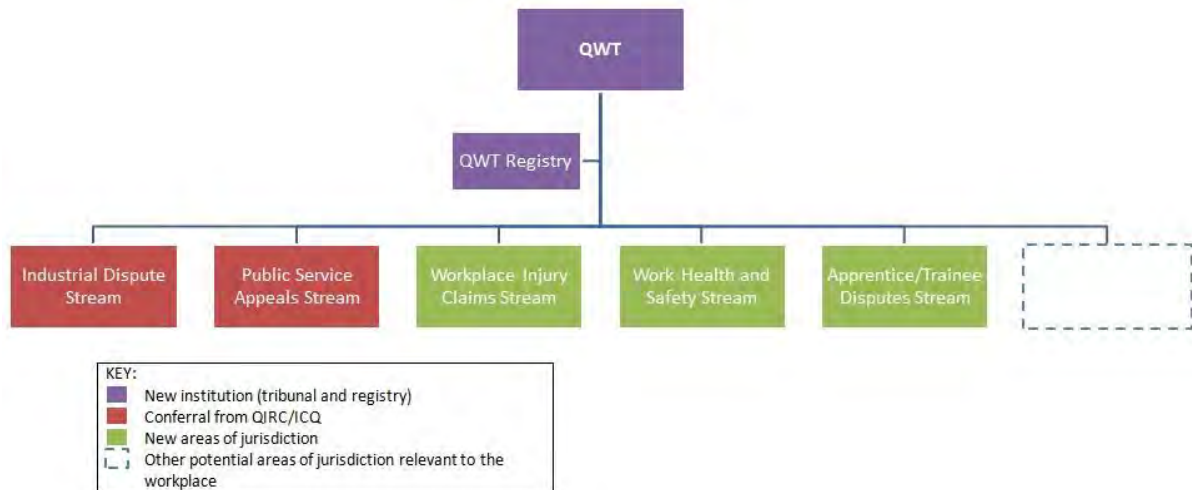 QWT
QWT Registry
Industrial Dispute
Stream
Public Service
Appeals Stream
Workplace Injury
Claims Stream
Work Health and
Safety Stream
Apprentice/Trainee
Disputes Stream
KEY:
New institution (tribunal and registry)
Conferral from QIRC/ICQ
New areas of jurisdiction
Other potential areas of jurisdiction relevant to the
workplace